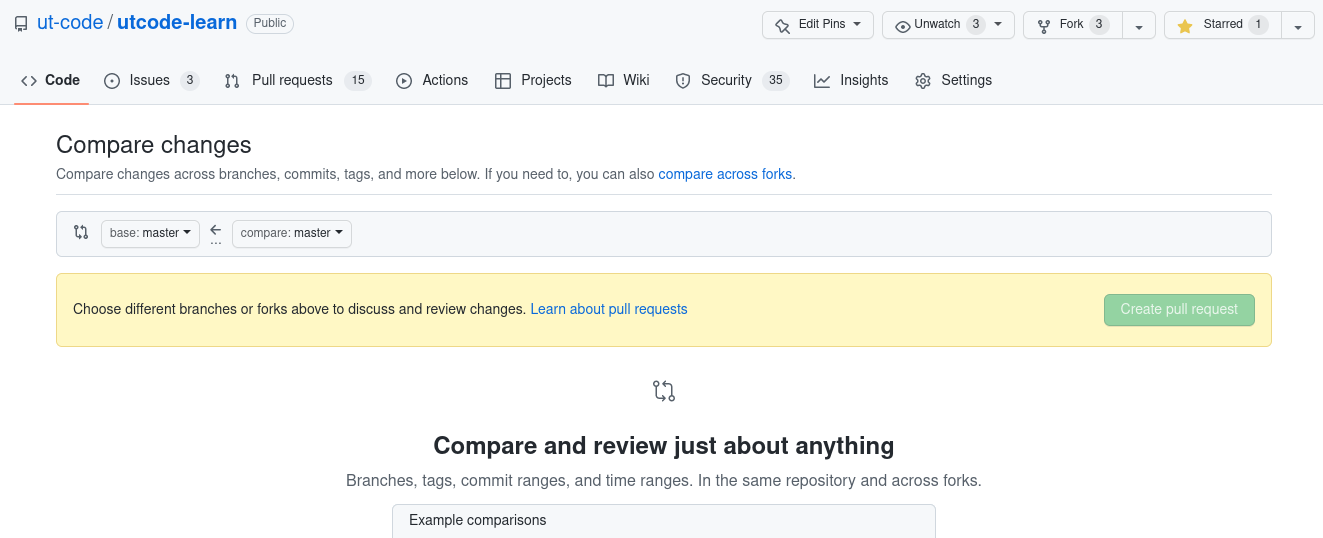 ut-code / utcode-learn Public Edit Pins Unwatch 3 Fork 3 Starred 1
Code Issues 3 Pull requests 15 Actions Projects Wiki Security 35 Insights Settings
Compare changes
Compare changes across branches, commits, tags, and more below. If you need to, you can also compare across forks.
base: master ... compare: master
Choose different branches or forks above to discuss and review changes. Learn about pull requests Create pull request
Compare and review just about anything
Branches, tags, commit ranges, and time ranges. In the same repository and across forks.
Example comparisons